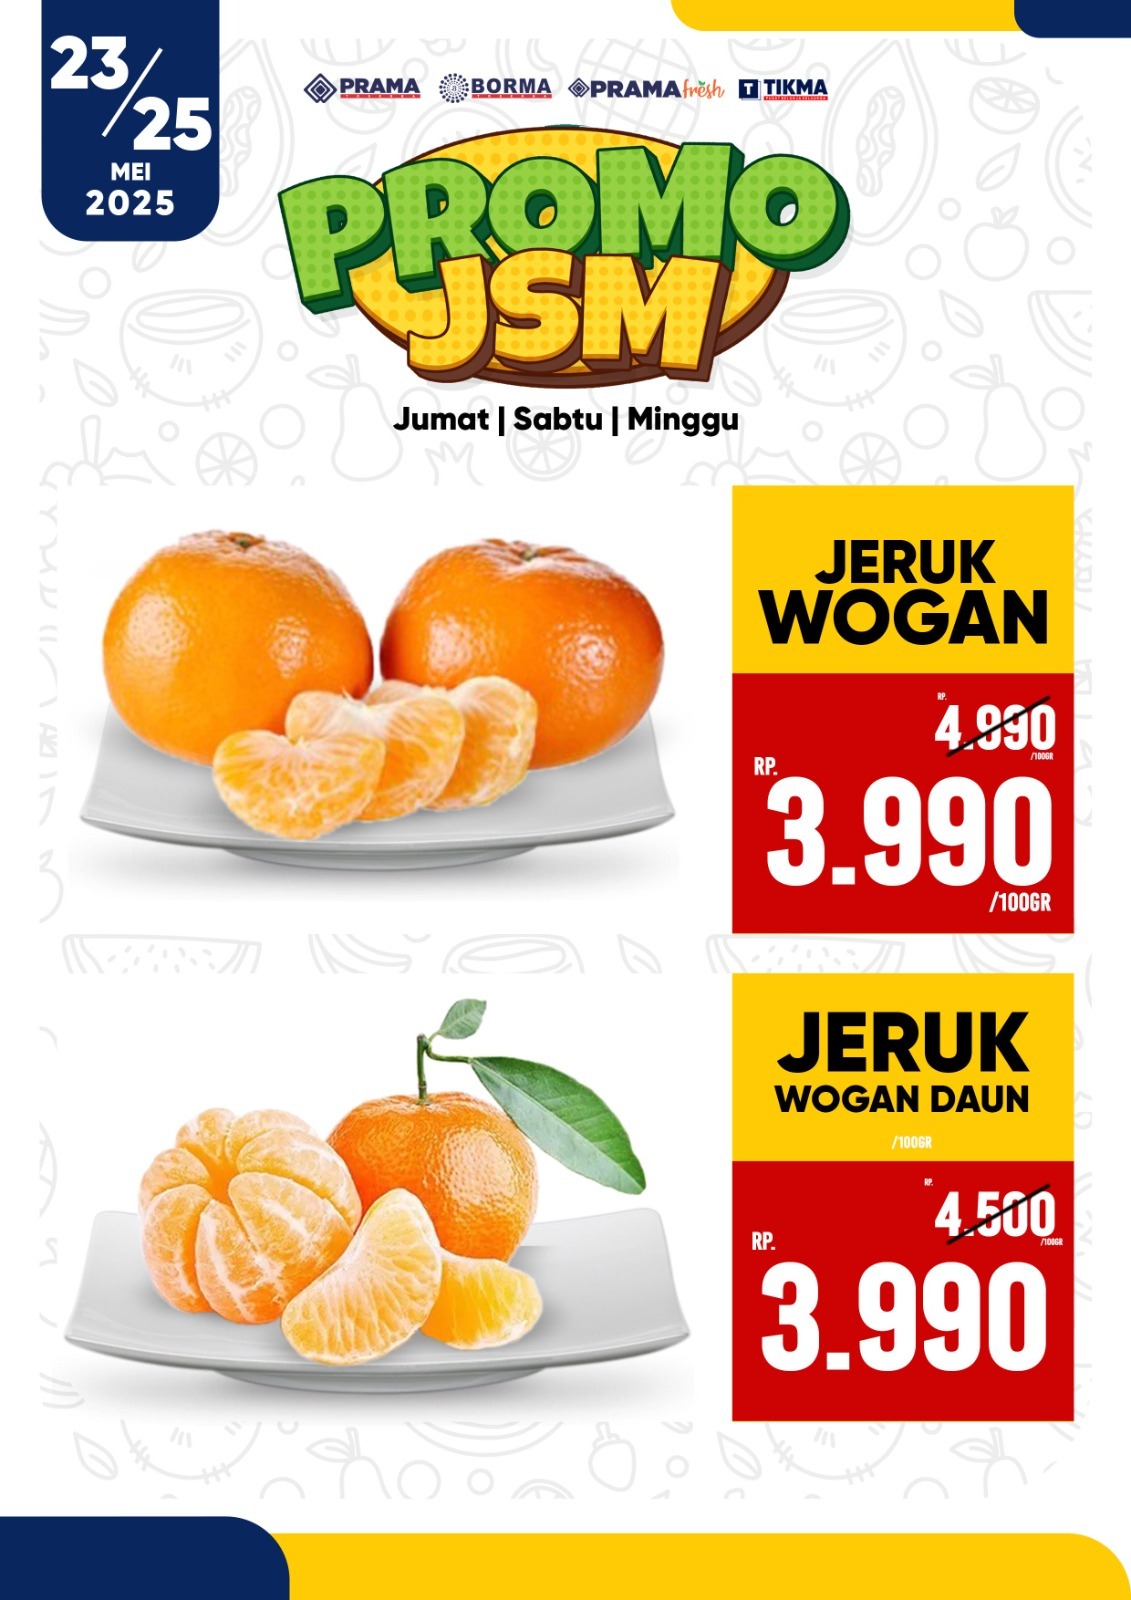 23/25
MEI
2025
PRAMA BORMA PRAMA fresh T TIKMA
PROMO
JSM
Jumat | Sabtu | Minggu
JERUK
WOGAN
RP.
4.990
/100GR
RP.
3.990
/100GR
JERUK
WOGAN DAUN
/100GR
RP.
4.500
/100GR
RP.
3.990